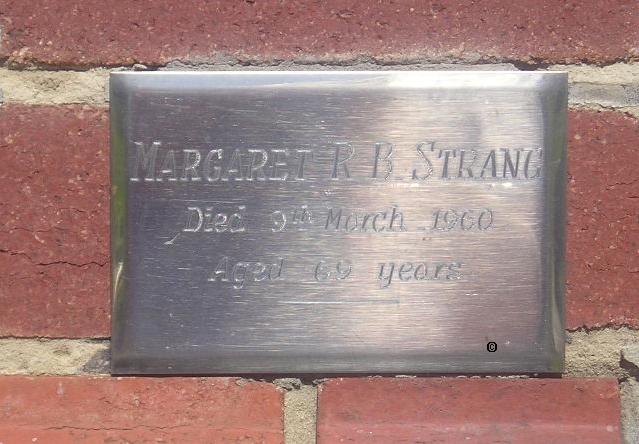 MARGARET R B STRANG
Died 9th March 1960
Aged 69 years
©